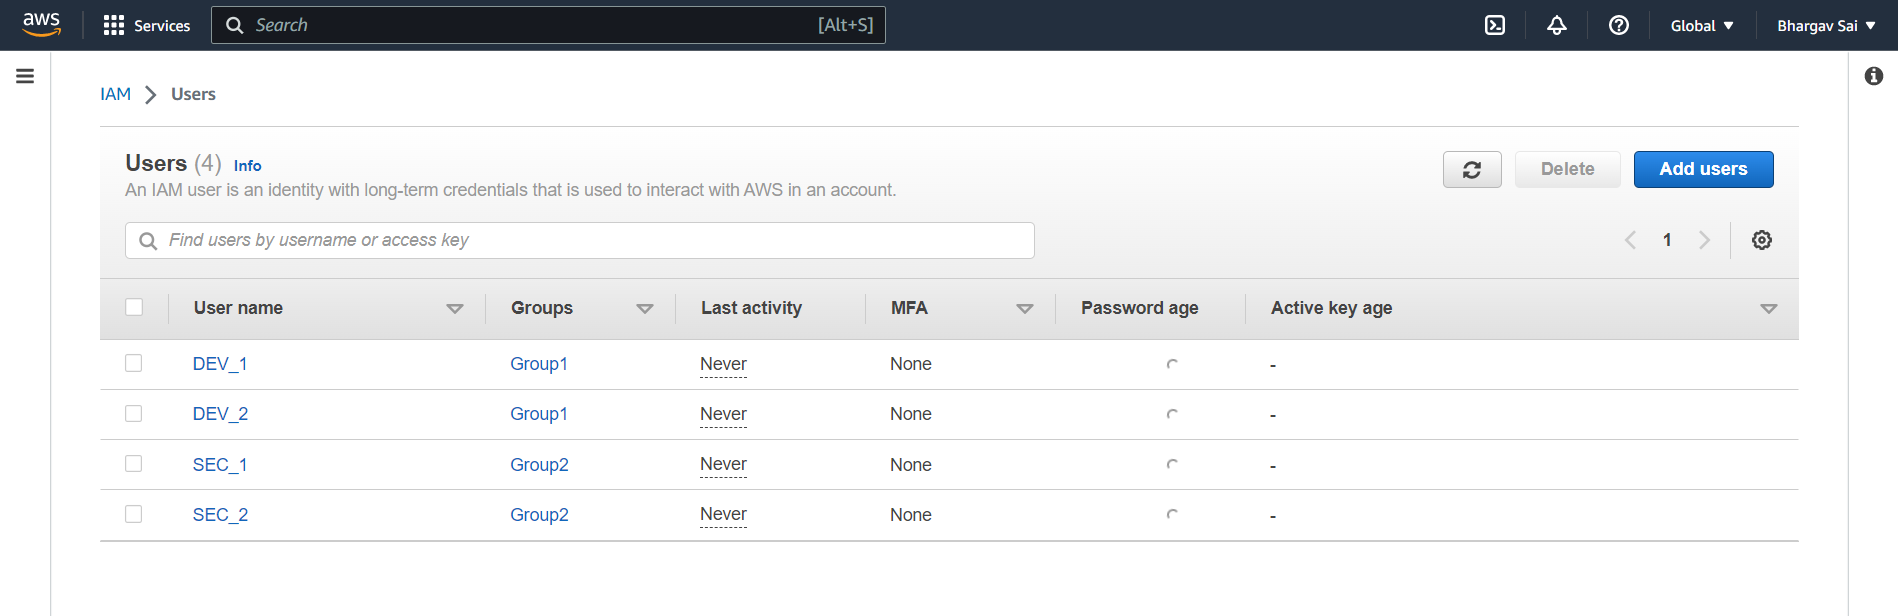 aws Services Search [Alt+S] Global Bhargav Sai
IAM Users
Users (4) Info Delete Add users
An IAM user is an identity with long-term credentials that is used to interact with AWS in an account.
Find users by username or access key 1
User name Groups Last activity MFA Password age Active key age
DEV_1 Group1 Never None -
DEV_2 Group1 Never None -
SEC_1 Group2 Never None -
SEC_2 Group2 Never None -